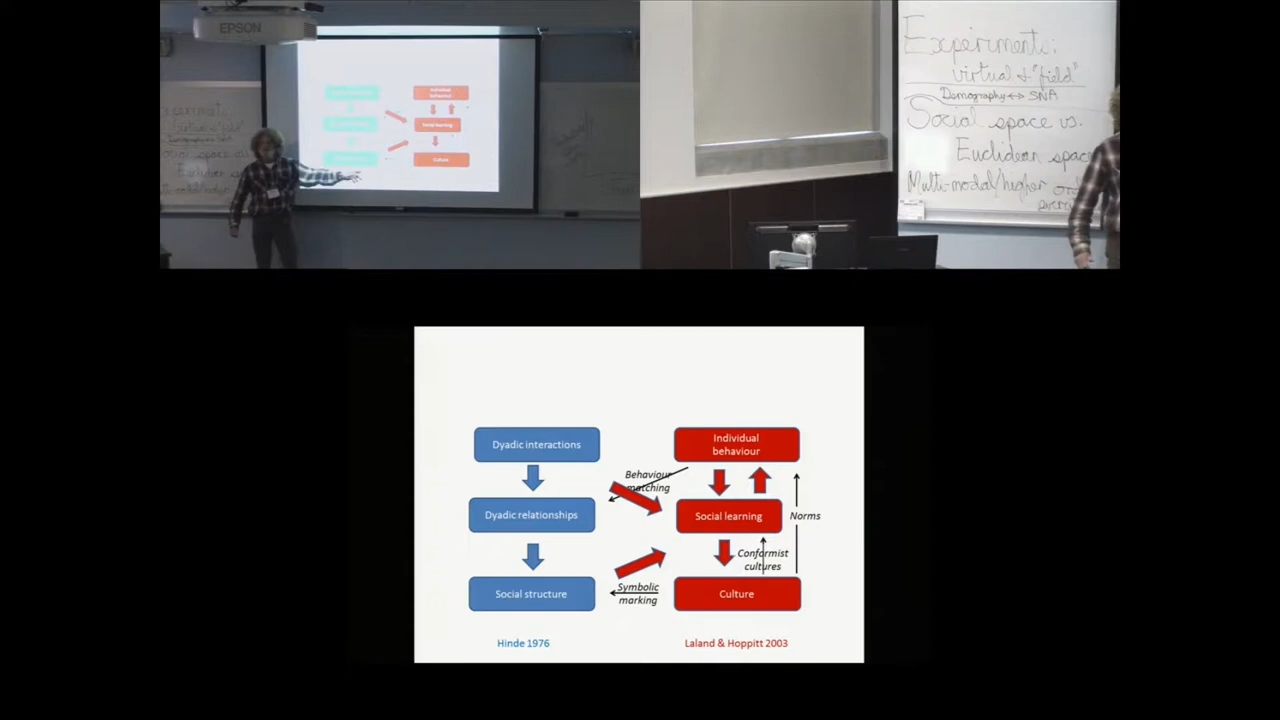 EPSON
Experiments:
virtual & "field"
Demography ↔ SNA
Social space vs.
Euclidean space
Multi-modal/higher
Dyadic interactions
Individual
behaviour
Behaviour
matching
Dyadic relationships
Social learning
Norms
Conformist
cultures
Social structure
Symbolic
marking
Culture
Hinde 1976
Laland & Hoppitt 2003